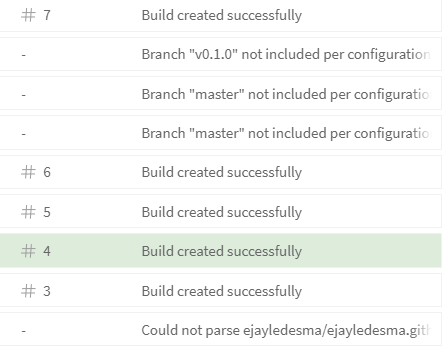 # 7 Build created successfully
- Branch "v0.1.0" not included per configuration
- Branch "master" not included per configuratio
- Branch "master" not included per configuratio
# 6 Build created successfully
# 5 Build created successfully
# 4 Build created successfully
# 3 Build created successfully
- Could not parse ejayledesma/ejayledesma.gith